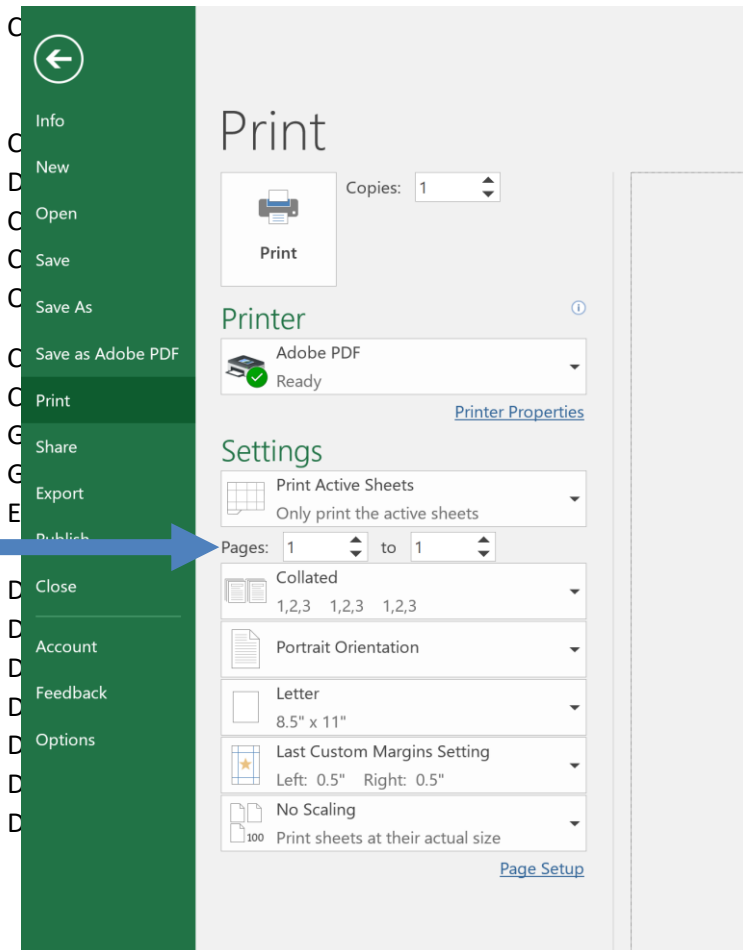 C
C
D
C
C
C
C
C
G
G
E
D
D
D
D
D
D
D
Info
New
Open
Save
Save As
Save as Adobe PDF
Print
Share
Export
Publish
Close
Account
Feedback
Options
Print
Copies: 1
Print
Printer
Adobe PDF
Ready
Printer Properties
Settings
Print Active Sheets
Only print the active sheets
Pages: 1 to 1
Collated
1,2,3 1,2,3 1,2,3
Portrait Orientation
Letter
8.5" x 11"
Last Custom Margins Setting
Left: 0.5" Right: 0.5"
No Scaling
100 Print sheets at their actual size
Page Setup